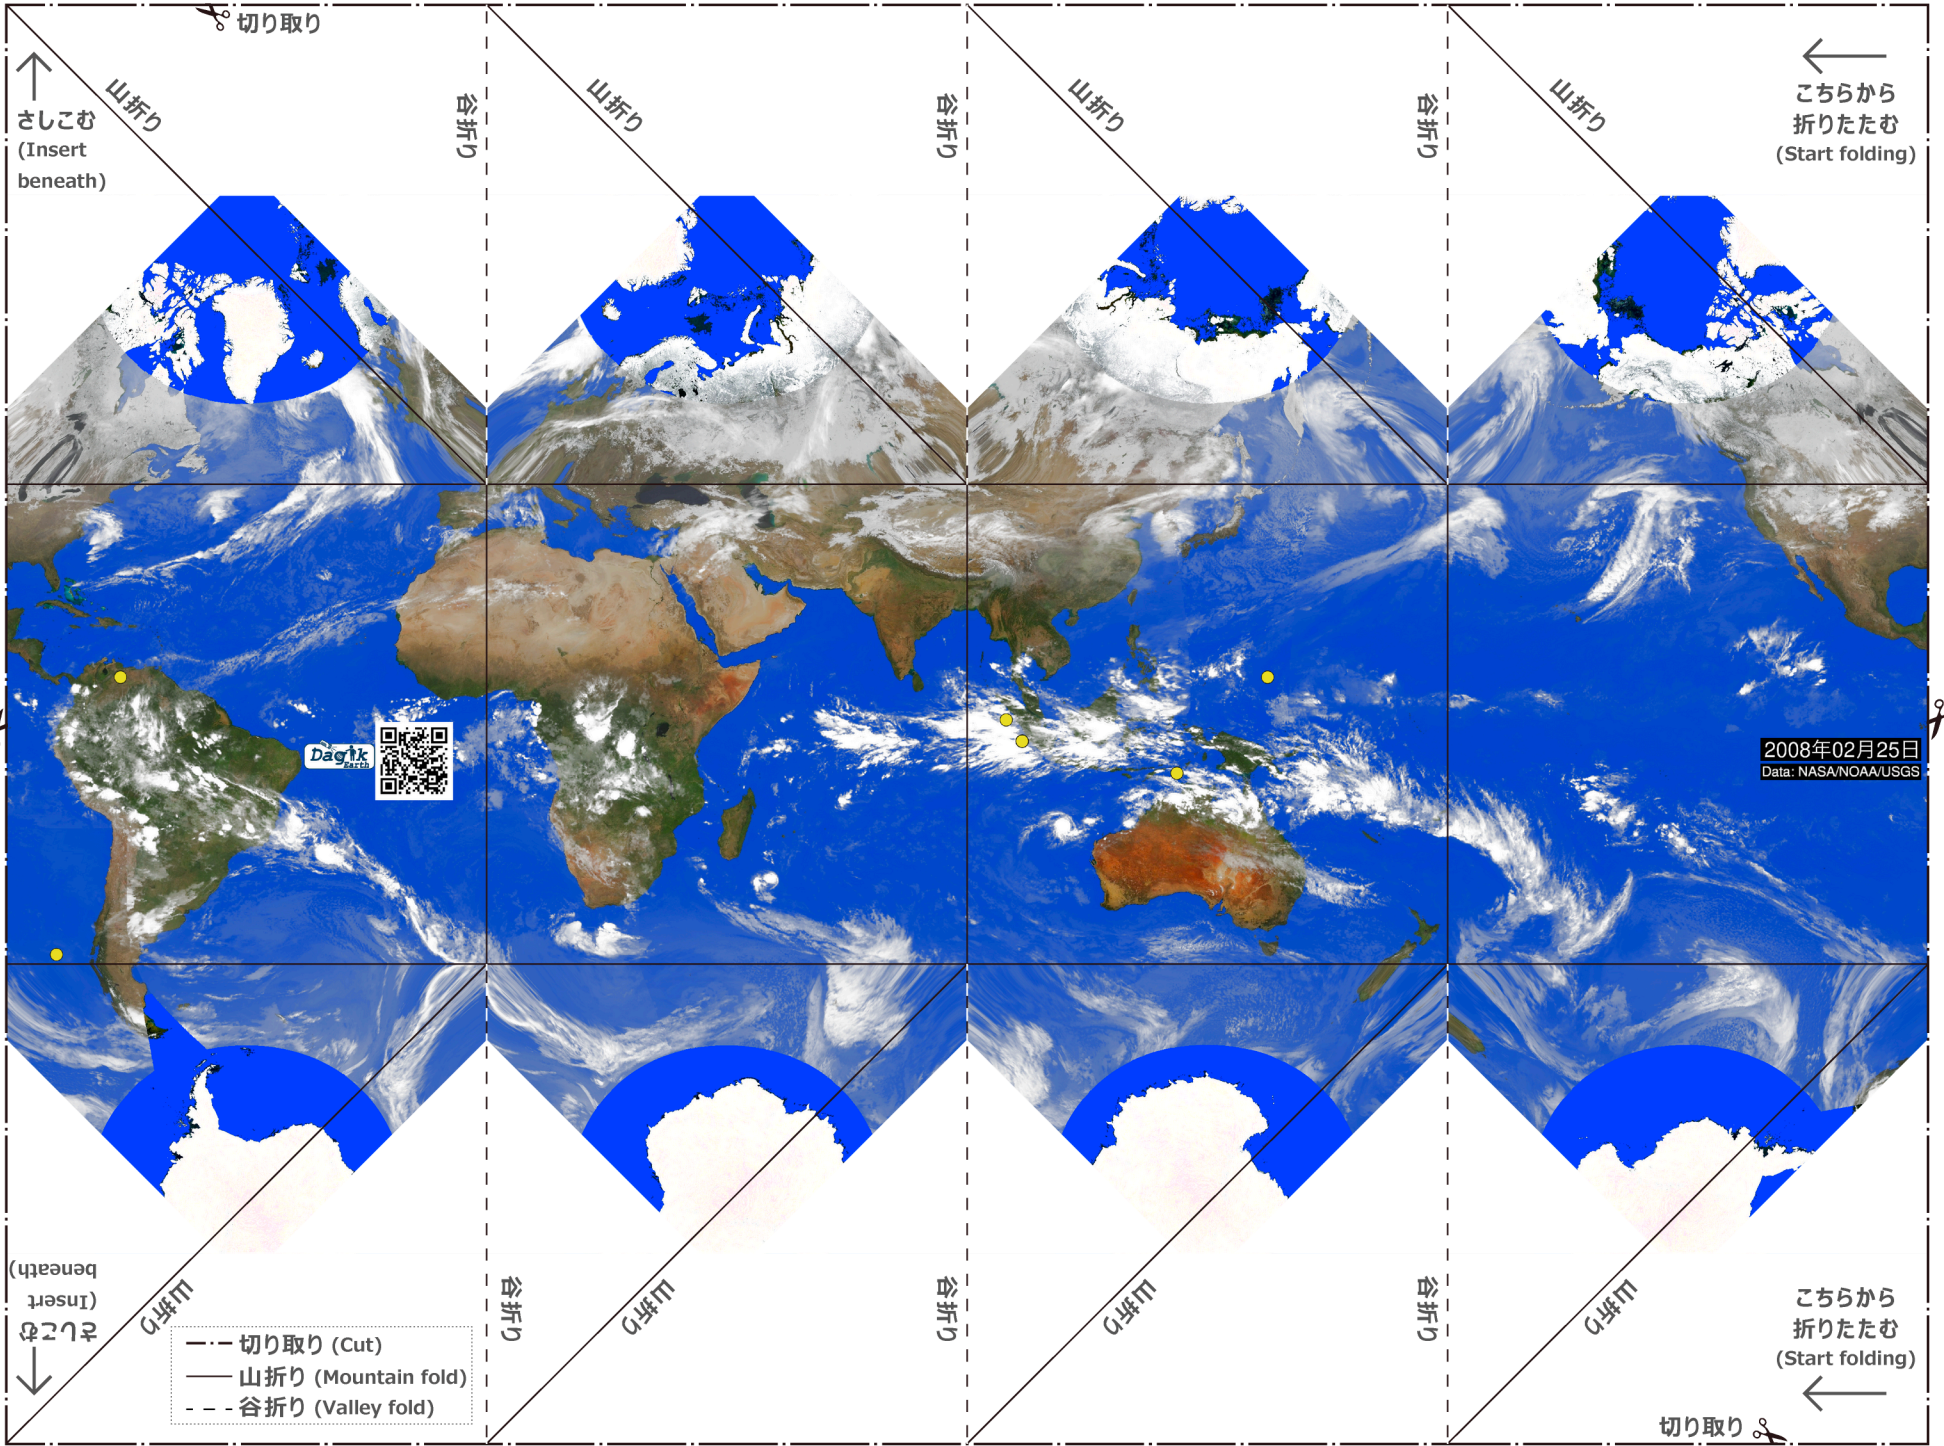 切り取り
山折り
谷折り
山折り
谷折り
山折り
谷折り
山折り
さしこむ
(Insert
beneath)
こちらから
折りたたむ
(Start folding)
Dagik
Earth
2008年02月25日
Data: NASA/NOAA/USGS
さしこむ
(Insert
beneath)
山折り
谷折り
山折り
谷折り
山折り
谷折り
山折り
こちらから
折りたたむ
(Start folding)
切り取り (Cut)
山折り (Mountain fold)
谷折り (Valley fold)
切り取り